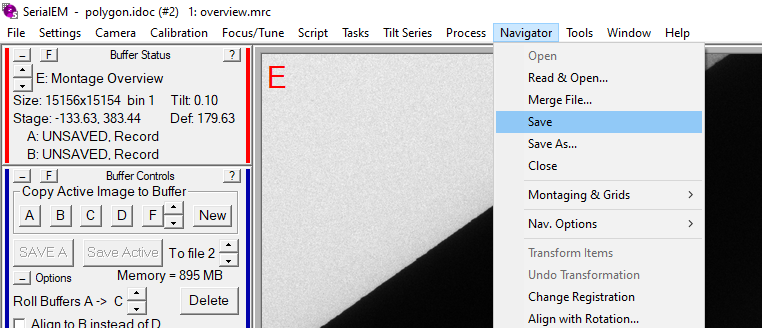 SerialEM - polygon.idoc (#2) 1: overview.mrc
File Settings Camera Calibration Focus/Tune Script Tasks Tilt Series Process Navigator Tools Window Help
– F Buffer Status ?
E: Montage Overview
Size: 15156x15154 bin 1 Tilt: 0.10
Stage: -133.63, 383.44 Def: 179.63
A: UNSAVED, Record
B: UNSAVED, Record
– F Buffer Controls ?
Copy Active Image to Buffer
A B C D F New
SAVE A Save Active To file 2
– Options Memory = 895 MB
Roll Buffers A -> C Delete
Align to B instead of D
E
Open
Read & Open...
Merge File...
Save
Save As...
Close
Montaging & Grids >
Nav. Options >
Transform Items
Undo Transformation
Change Registration
Align with Rotation...